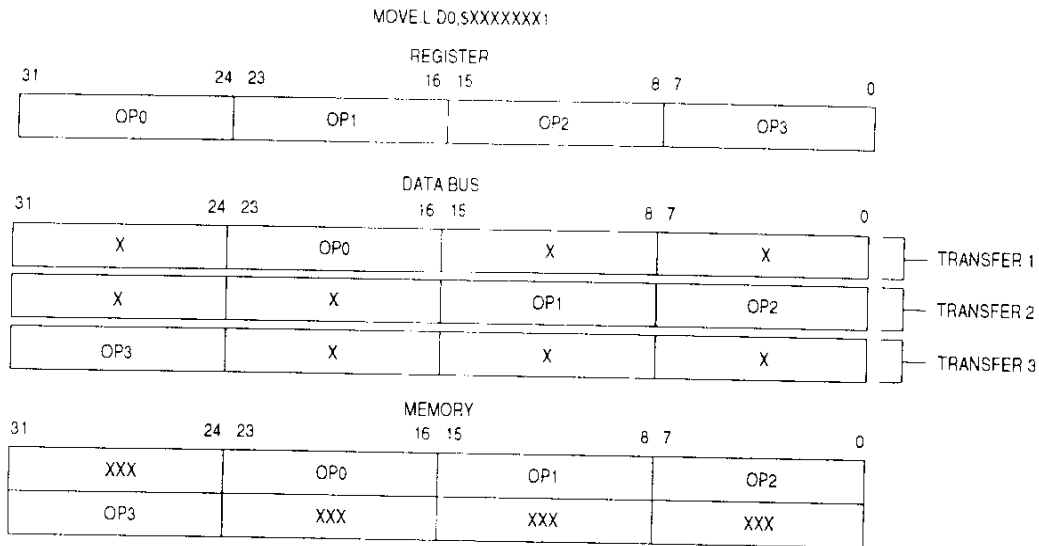 MOVE.L D0,$XXXXXXX1
REGISTER
31 24 23 16 15 8 7 0
OP0 OP1 OP2 OP3
DATA BUS
31 24 23 16 15 8 7 0
X OP0 X X TRANSFER 1
X X OP1 OP2 TRANSFER 2
OP3 X X X TRANSFER 3
MEMORY
31 24 23 16 15 8 7 0
XXX OP0 OP1 OP2
OP3 XXX XXX XXX